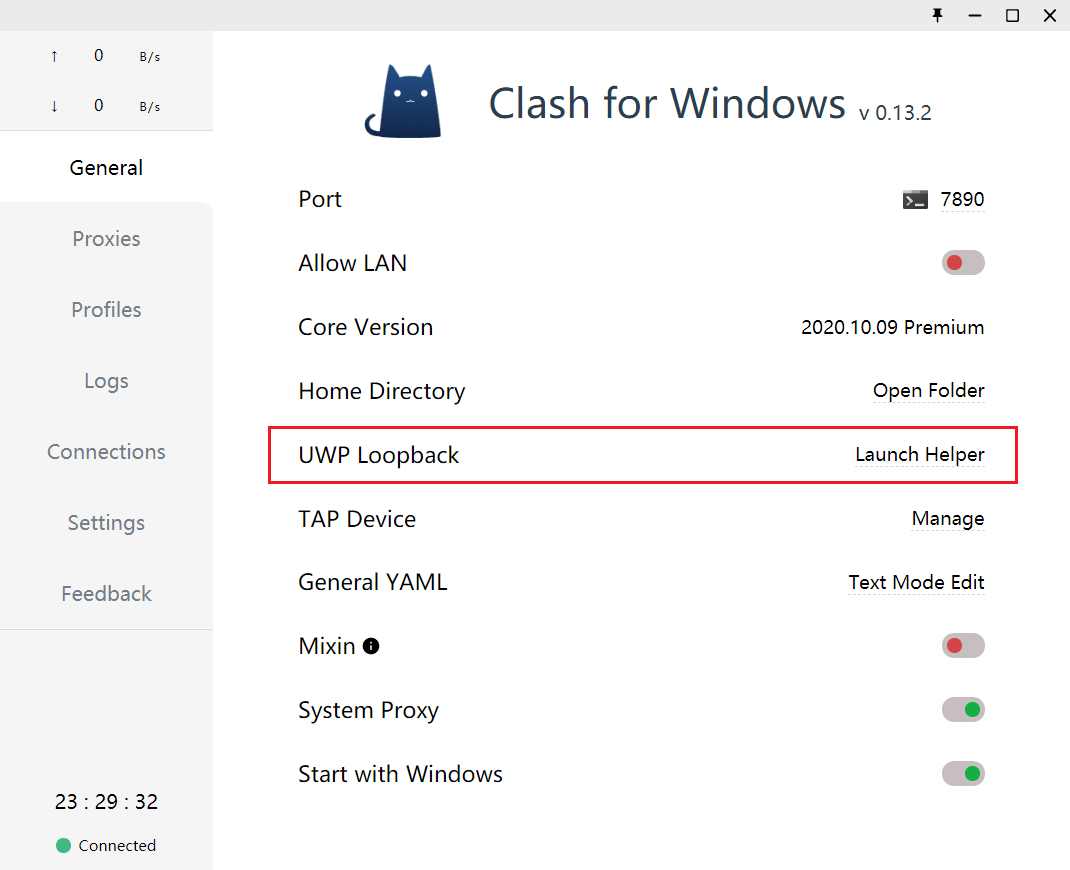 ↑ 0 B/s
↓ 0 B/s
General
Proxies
Profiles
Logs
Connections
Settings
Feedback
23 : 29 : 32
Connected
Clash for Windows v 0.13.2
Port 7890
Allow LAN
Core Version 2020.10.09 Premium
Home Directory Open Folder
UWP Loopback Launch Helper
TAP Device Manage
General YAML Text Mode Edit
Mixin
System Proxy
Start with Windows